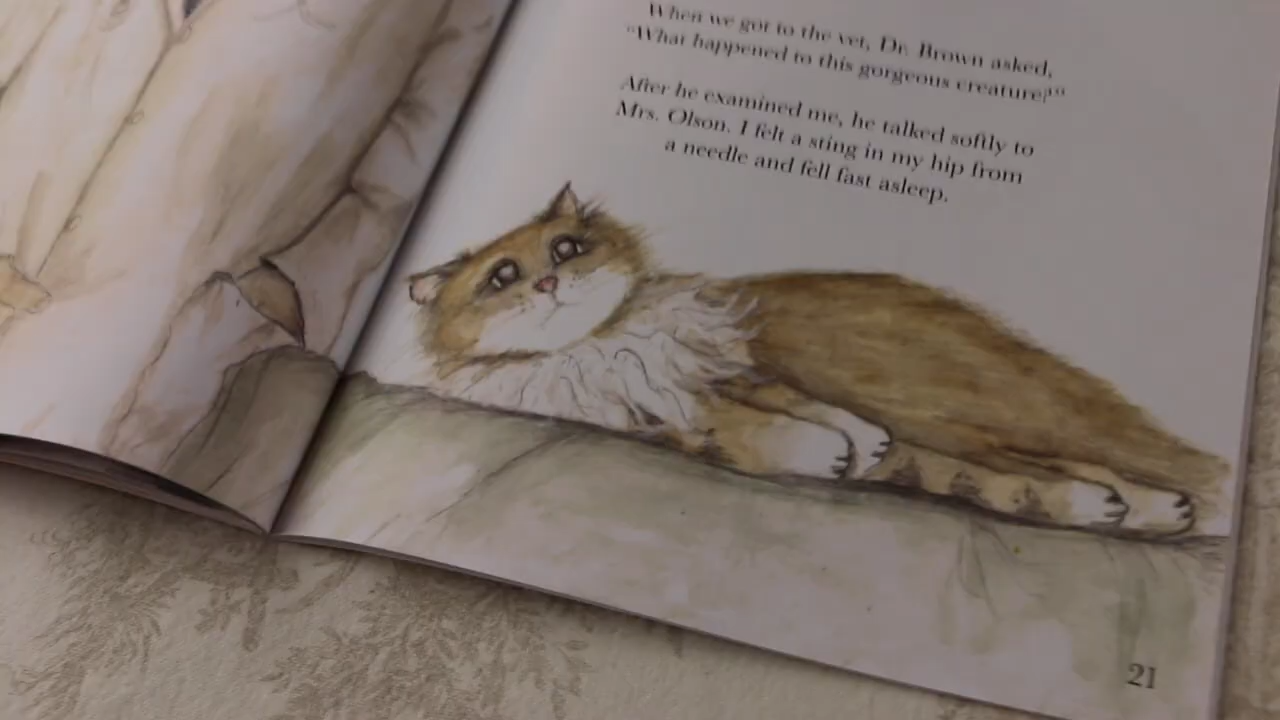 When we got to the vet, Dr. Brown asked,
"What happened to this gorgeous creature?"
After he examined me, he talked softly to
Mrs. Olson. I felt a sting in my hip from
a needle and fell fast asleep.
21